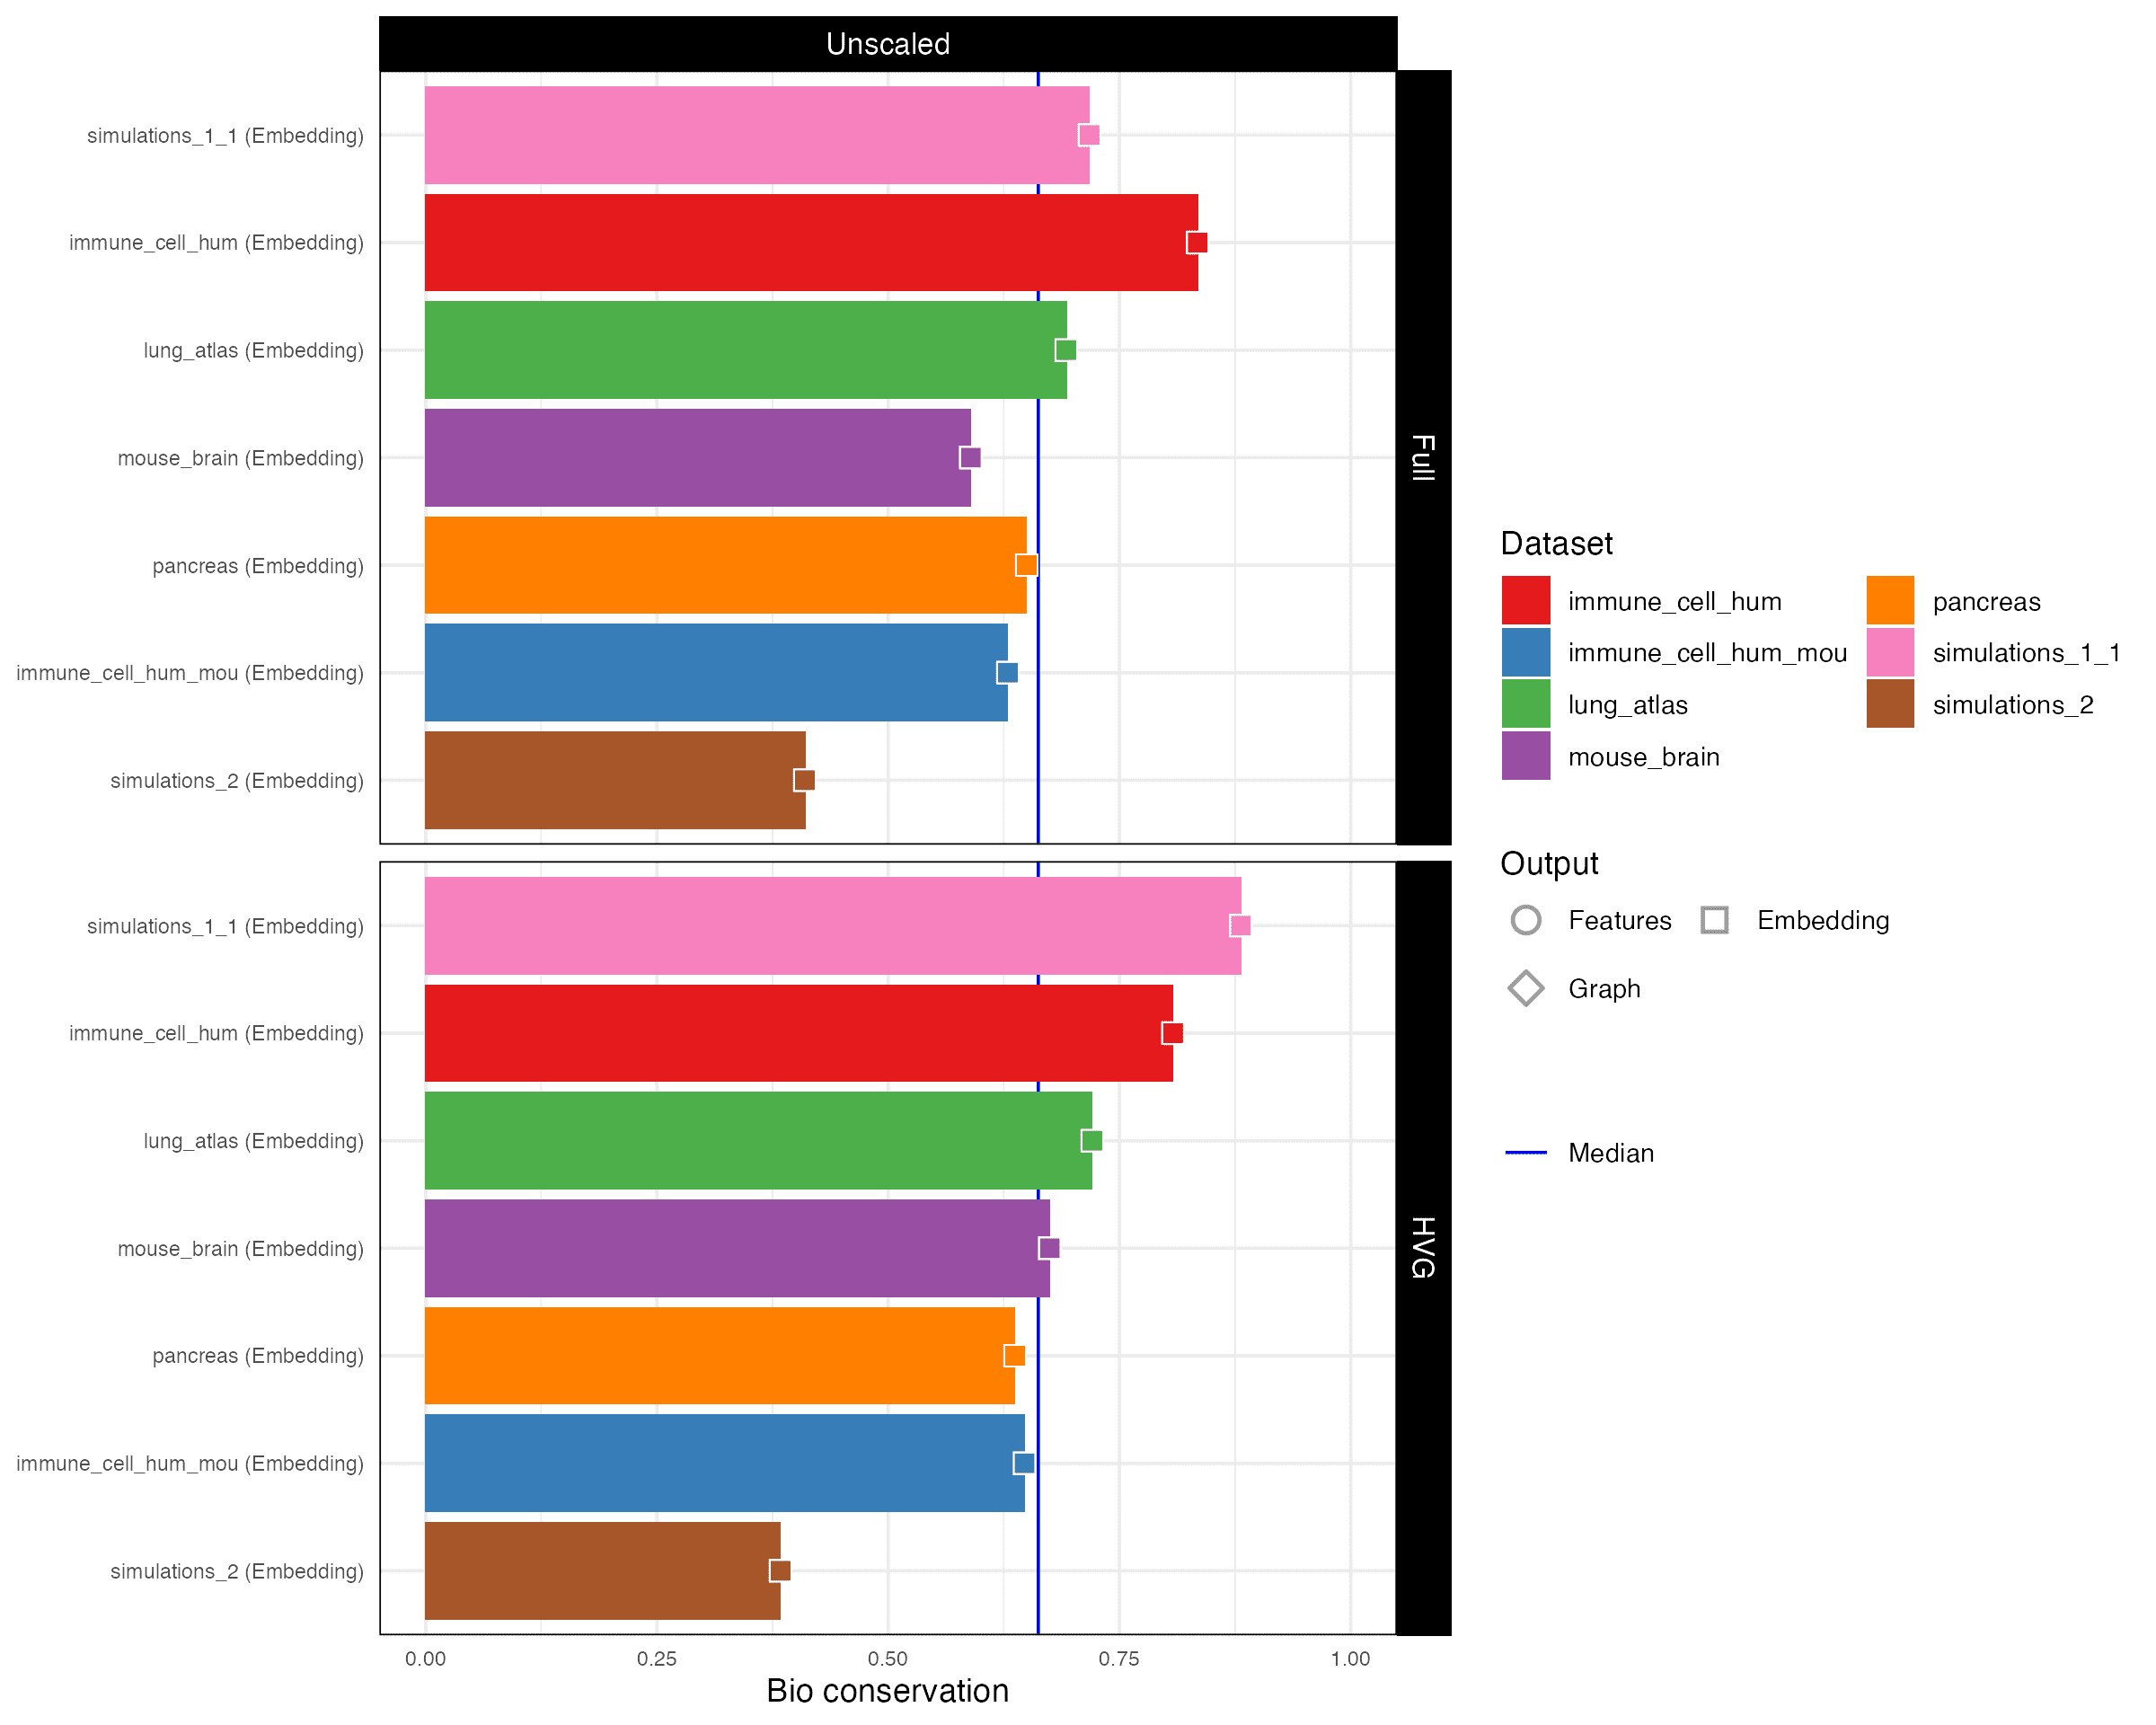 Unscaled
simulations_1_1 (Embedding)
immune_cell_hum (Embedding)
lung_atlas (Embedding)
mouse_brain (Embedding)
pancreas (Embedding)
immune_cell_hum_mou (Embedding)
simulations_2 (Embedding)
Full
simulations_1_1 (Embedding)
immune_cell_hum (Embedding)
lung_atlas (Embedding)
mouse_brain (Embedding)
pancreas (Embedding)
immune_cell_hum_mou (Embedding)
simulations_2 (Embedding)
HVG
0.00 0.25 0.50 0.75 1.00
Bio conservation
Dataset
immune_cell_hum pancreas
immune_cell_hum_mou simulations_1_1
lung_atlas simulations_2
mouse_brain
Output
Features Embedding
Graph
Median